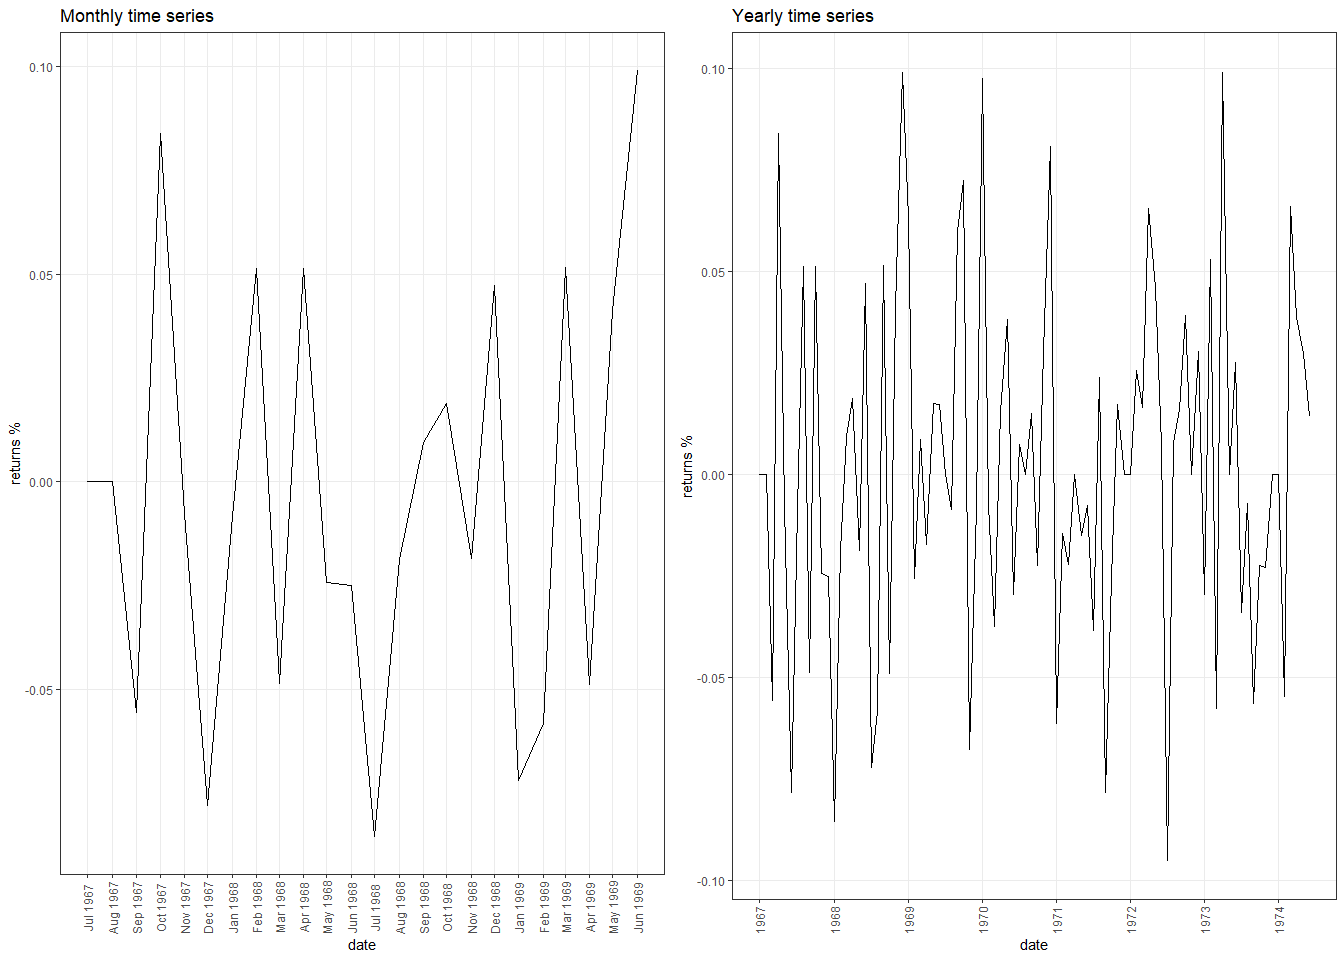 Monthly time series
0.10
0.05
0.00
-0.05
returns %
Jul 1967
Aug 1967
Sep 1967
Oct 1967
Nov 1967
Dec 1967
Jan 1968
Feb 1968
Mar 1968
Apr 1968
May 1968
Jun 1968
Jul 1968
Aug 1968
Sep 1968
Oct 1968
Nov 1968
Dec 1968
Jan 1969
Feb 1969
Mar 1969
Apr 1969
May 1969
Jun 1969
date
Yearly time series
0.10
0.05
0.00
-0.05
-0.10
returns %
1967
1968
1969
1970
1971
1972
1973
1974
date